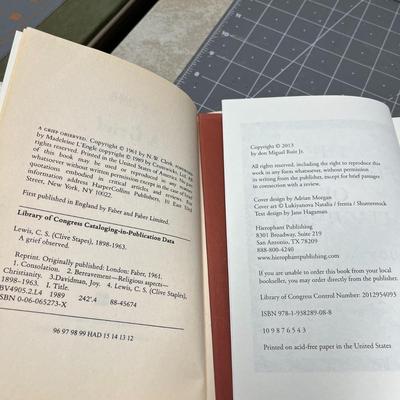 A GRIEF OBSERVED. Copyright © 1961 by N. W. Clerk.
by Madeleine L'Engle copyright © 1989 by Crosswicks, Ltd. All
rights reserved. Printed in the United States of America. No part
of this book may be used or reproduced in any manner
whatsoever without written permission except in the case of brief
quotations embodied in critical articles and reviews. For
information address HarperCollins Publishers, 10 East 53rd
Street, New York, NY 10022.
First published in England by Faber and Faber Limited.
Library of Congress Cataloging-in-Publication Data
Lewis, C. S. (Clive Stapes), 1898-1963.
A grief observed.
Reprint. Originally published: London: Faber, 1961.
1. Consolation. 2. Bereavement—Religious aspects—
Christianity. 3. Davidman, Joy. 4. Lewis, C. S. (Clive Staples),
1898–1963. I. Title.
BV4905.2.L4 1989 242'.4 88-45674
ISBN 0-06-065273-X
96 97 98 99 HAD 15 14 13 12
Copyright © 2013
by don Miguel Ruiz Jr.
All rights reserved, including the right to reproduce this
work in any form whatsoever, without permission
in writing from the publisher, except for brief passages
in connection with a review.
Cover design by Adrian Morgan
Cover art © Lukiyanova Natalia / frenta / Shutterstock
Text design by Jane Hagaman
Hierophant Publishing
8301 Broadway, Suite 219
San Antonio, TX 78209
888-800-4240
www.hierophantpublishing.com
If you are unable to order this book from your local
bookseller, you may order directly from the publisher.
Library of Congress Control Number: 2012954093
ISBN 978-1-938289-08-8
10 9 8 7 6 5 4 3
Printed on acid-free paper in the United States